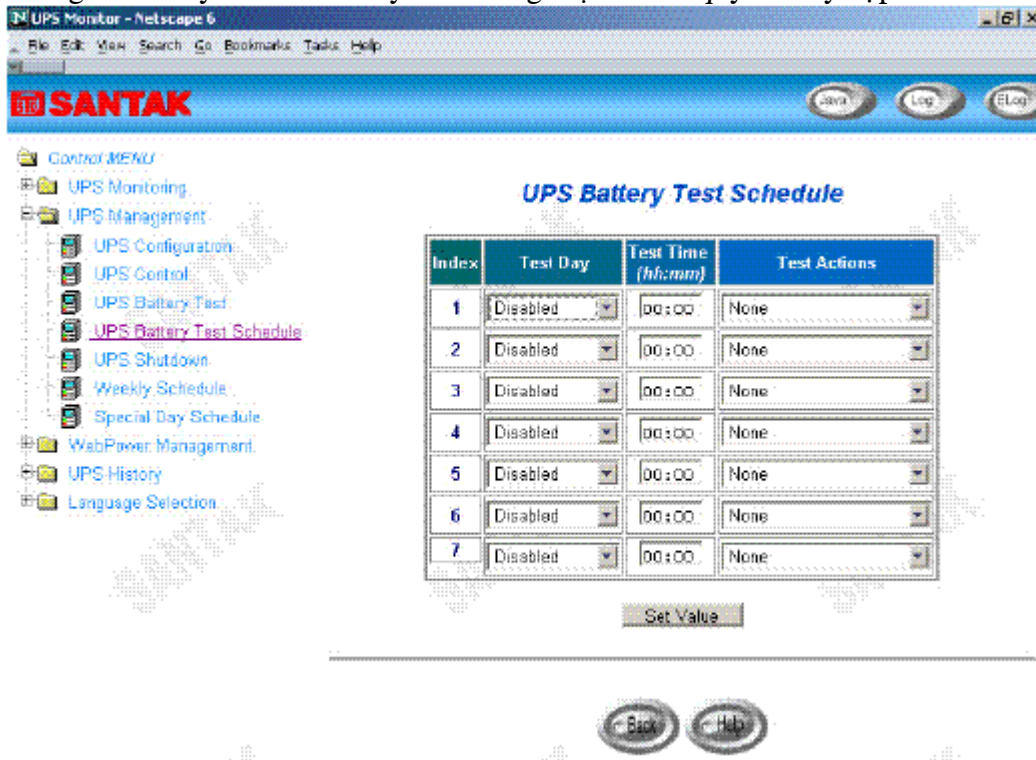 UPS Monitor - Netscape 6
File Edit View Search Go Bookmarks Tasks Help
SANTAK
Java Log ELog
Control MENU
UPS Monitoring
UPS Management
UPS Configuration
UPS Control
UPS Battery Test
UPS Battery Test Schedule
UPS Shutdown
Weekly Schedule
Special Day Schedule
WebPower Management
UPS History
Language Selection
UPS Battery Test Schedule
Index Test Day Test Time (hh:mm) Test Actions
1 Disabled 00:00 None
2 Disabled 00:00 None
3 Disabled 00:00 None
4 Disabled 00:00 None
5 Disabled 00:00 None
6 Disabled 00:00 None
7 Disabled 00:00 None
Set Value
Back Help